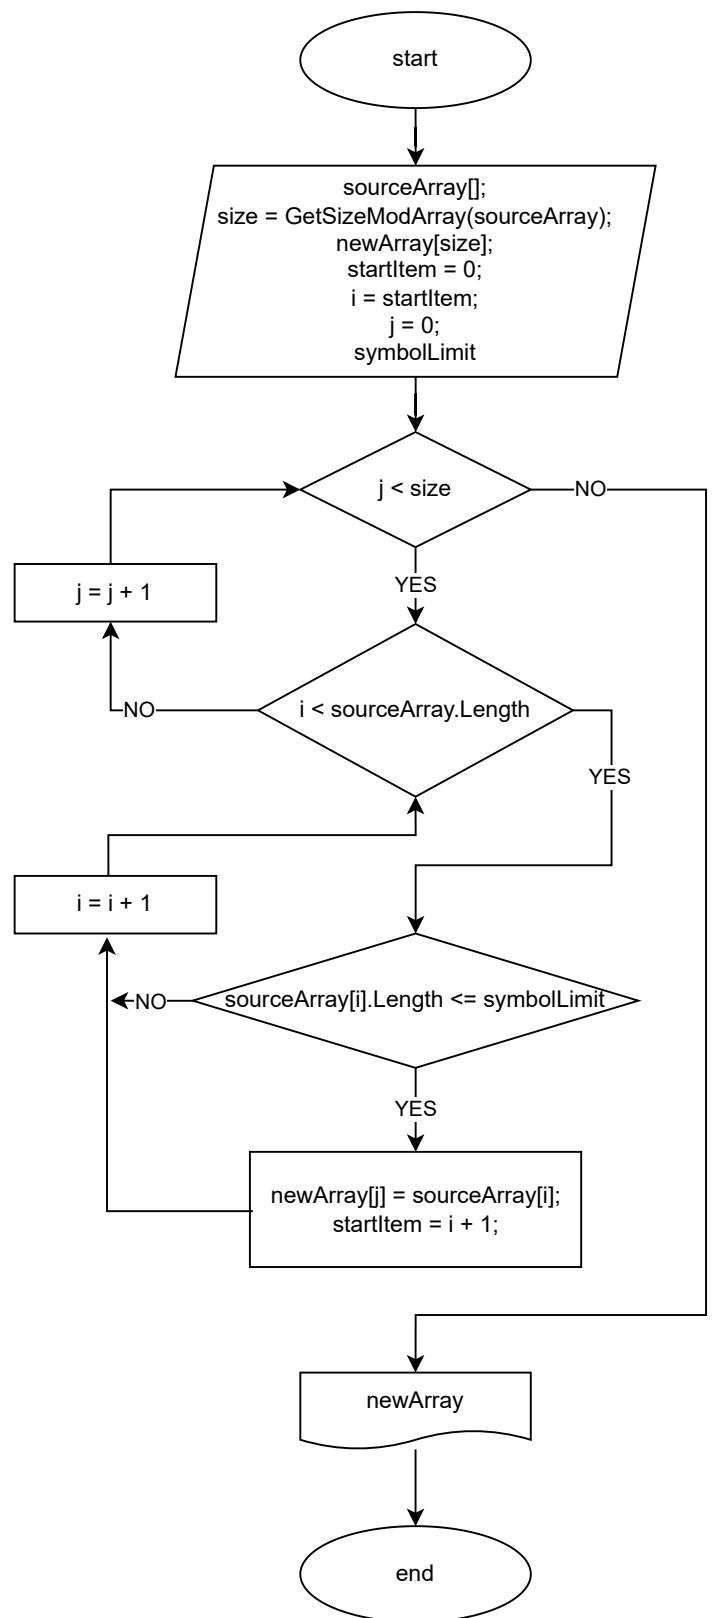 start
sourceArray[];
size = GetSizeModArray(sourceArray);
newArray[size];
startItem = 0;
i = startItem;
j = 0;
symbolLimit
j < size
NO
YES
j = j + 1
i < sourceArray.Length
NO
YES
i = i + 1
sourceArray[i].Length <= symbolLimit
NO
YES
newArray[j] = sourceArray[i];
startItem = i + 1;
newArray
end